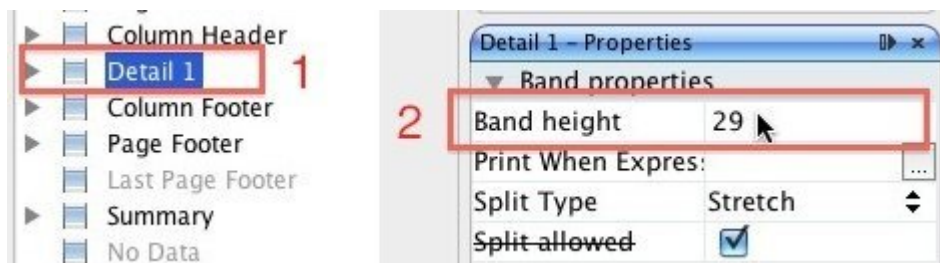 Column Header
Detail 1
1
Column Footer
Page Footer
Last Page Footer
Summary
No Data
Detail 1 – Properties
Band properties
2
Band height 29
Print When Expres:
...
Split Type Stretch
Split allowed